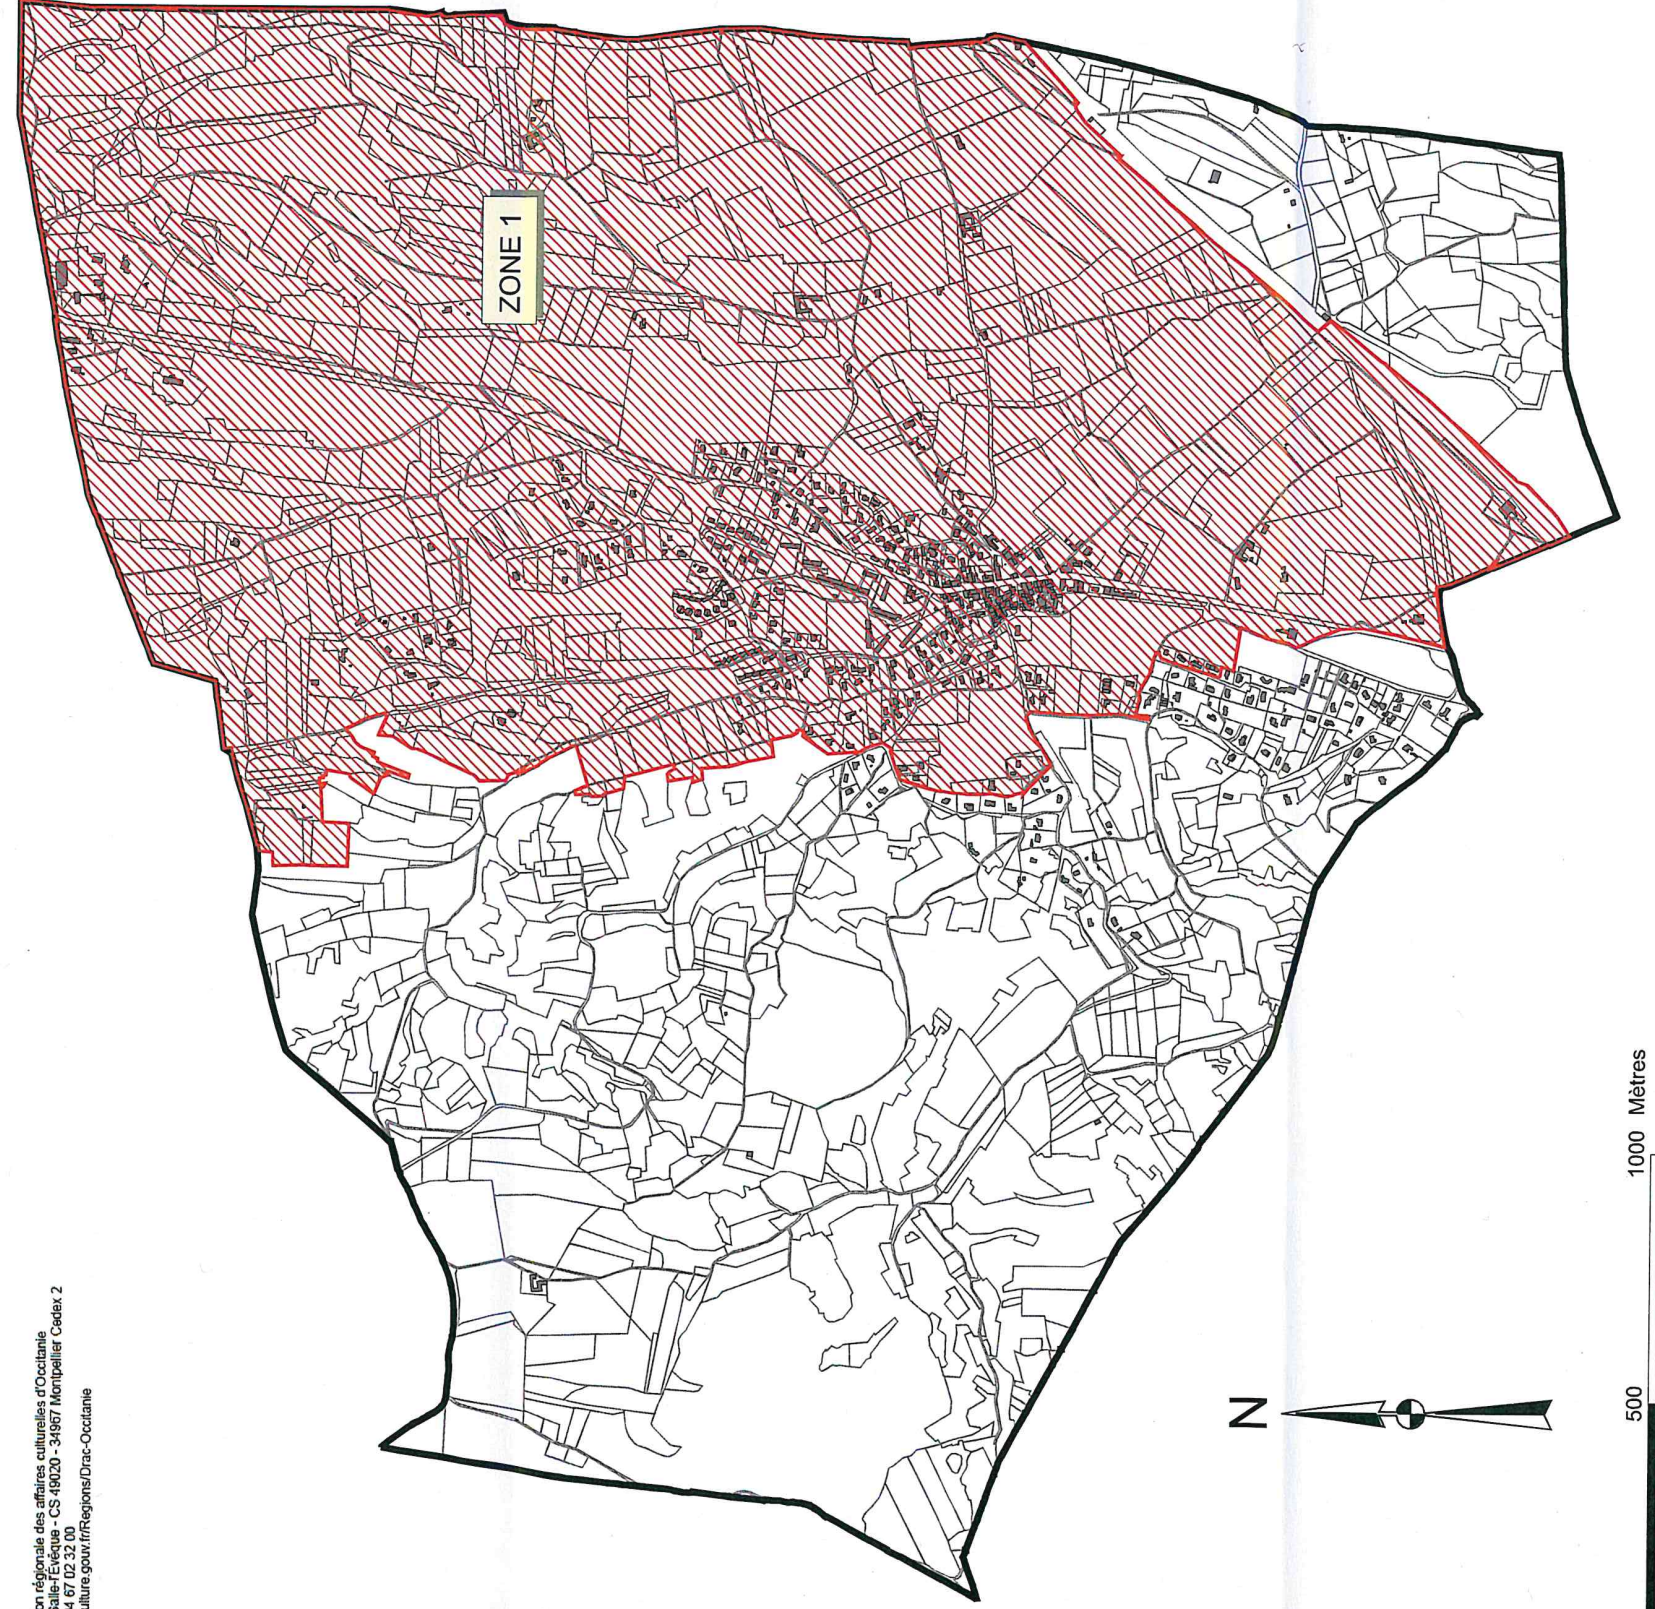 on régionale des affaires culturelles d'Occitanie
Salle-l'Evêque - CS 49020 - 34967 Montpellier Cedex 2
4 67 02 32 00
ulture.gouv.fr/Regions/Drac-Occitanie
ZONE 1
N
500
1000 Mètres